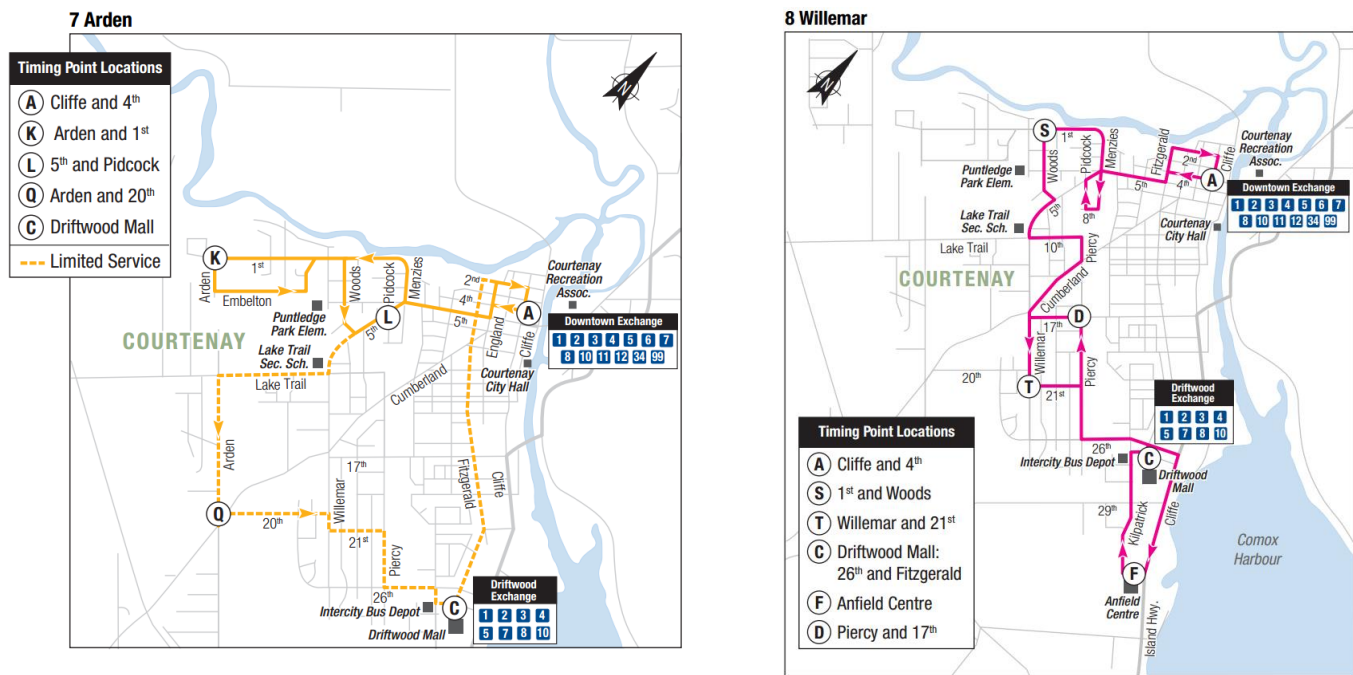 7 Arden
Timing Point Locations
A Cliffe and 4th
K Arden and 1st
L 5th and Pidcock
Q Arden and 20th
C Driftwood Mall
Limited Service
N
K
1st
Arden
Embelton
Woods
Pidcock
Menzies
L
5th
Puntledge
Park Elem.
COURTENAY
Lake Trail
Sec. Sch.
Lake Trail
2nd
4th
5th
England
Cliffe
A
Courtenay
Recreation
Assoc.
Downtown Exchange
1 2 3 4 5 6 7
8 10 11 12 34 99
Courtenay
City Hall
Cumberland
Arden
Q
20th
17th
Willemar
21st
Piercy
26th
Fitzgerald
Cliffe
Intercity Bus Depot
C
Driftwood Mall
Driftwood
Exchange
1 2 3 4
5 7 8 10
8 Willemar
N
S
1st
Woods
Pidcock
Menzies
Puntledge
Park Elem.
5th
8th
Lake Trail
Sec. Sch.
Lake Trail
10th
Piercy
Fitzgerald
2nd
4th
5th
Cliffe
A
Courtenay
Recreation
Assoc.
Downtown Exchange
1 2 3 4 5 6 7
8 10 11 12 34 99
Courtenay
City Hall
COURTENAY
Cumberland
17th
D
Willemar
Piercy
20th
T
21st
26th
Intercity Bus Depot
C
Driftwood
Mall
Driftwood
Exchange
1 2 3 4
5 7 8 10
29th
Kilpatrick
Cliffe
F
Anfield
Centre
Island Hwy.
Comox
Harbour
Timing Point Locations
A Cliffe and 4th
S 1st and Woods
T Willemar and 21st
C Driftwood Mall:
26th and Fitzgerald
F Anfield Centre
D Piercy and 17th